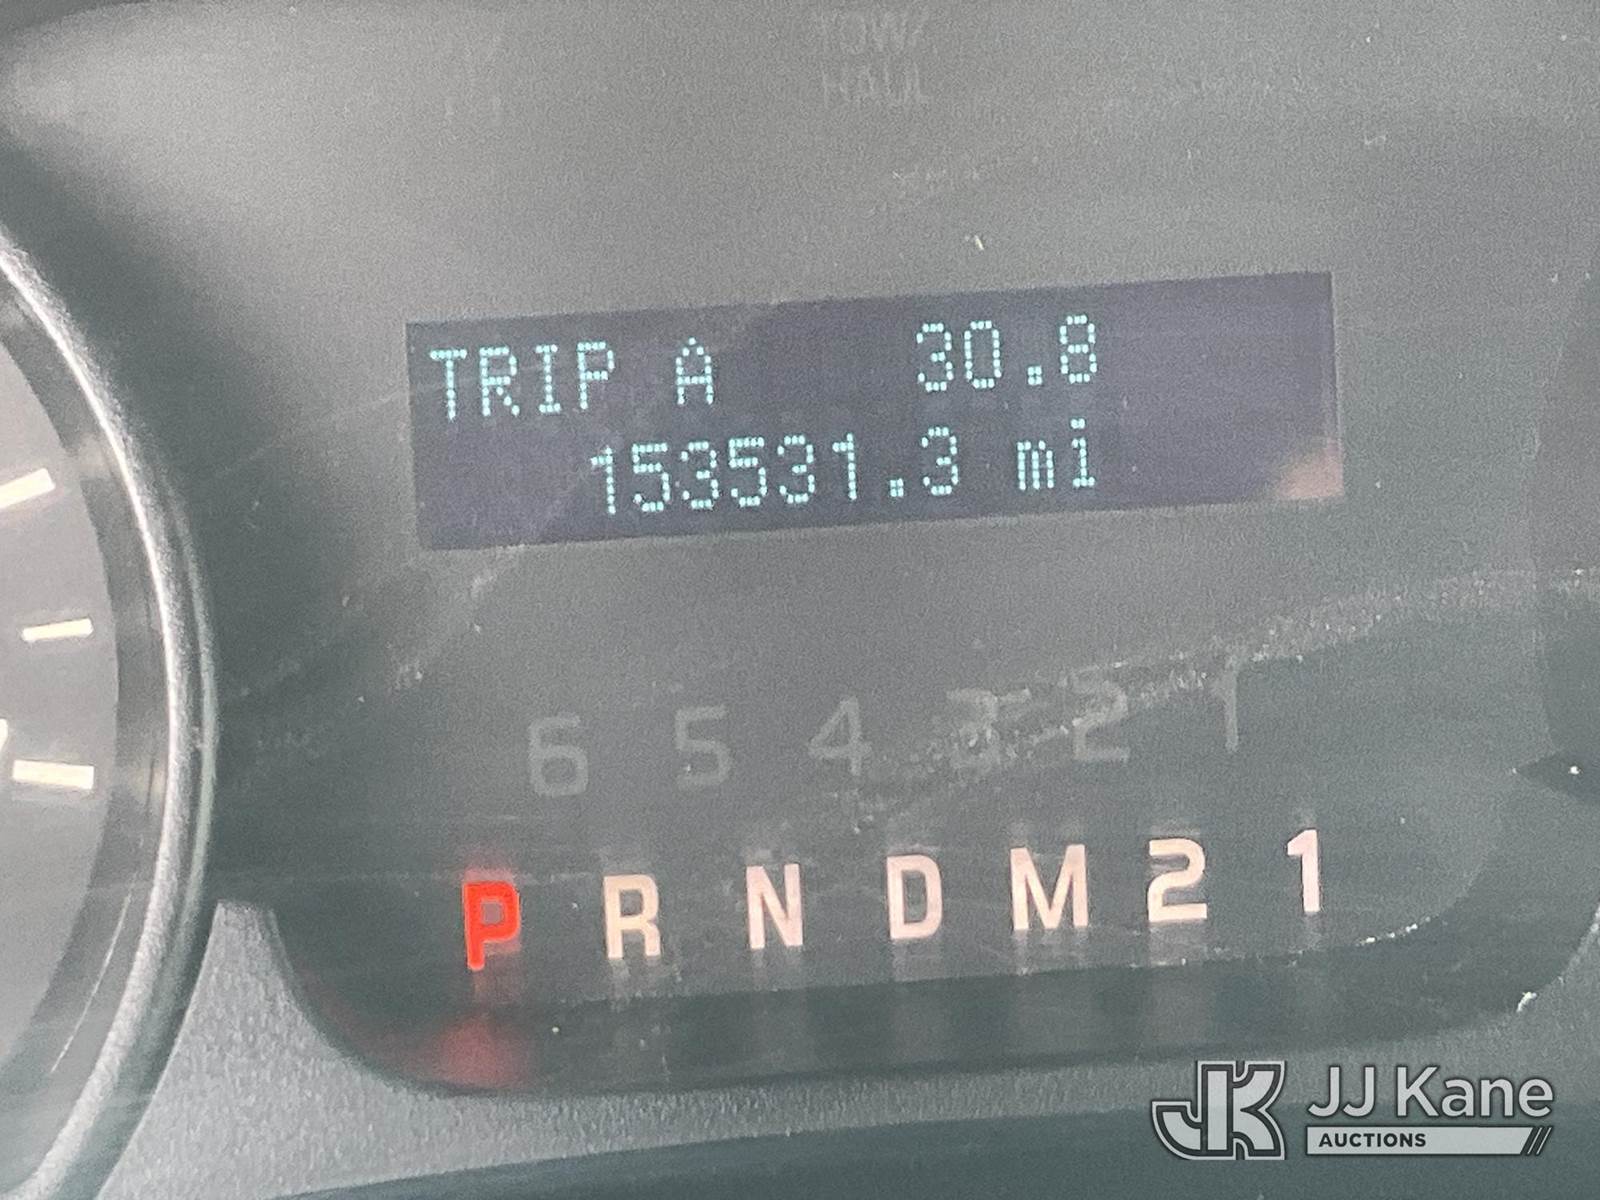 TOW/
HAUL
TRIP A 30.8
153531.3 mi
6 5 4 3 2 1
P R N D M 2 1
JK JJ Kane
AUCTIONS